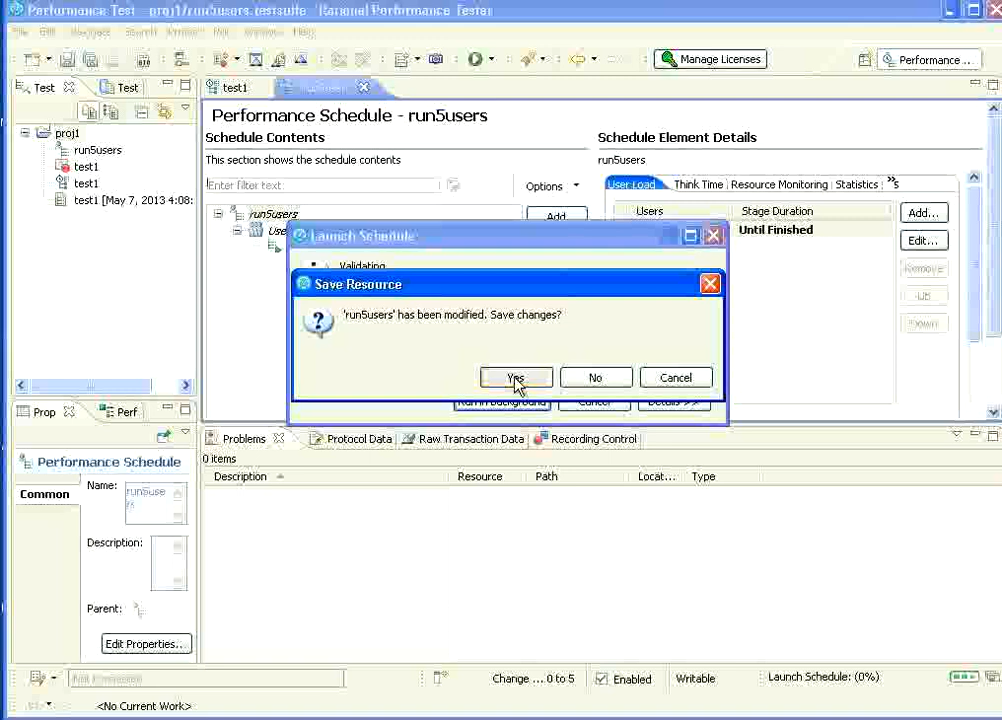 Performance Test - proj1/run5users.testsuite - Rational Performance Tester
Manage Licenses
Performance ...
Test
Test
test1
proj1
run5users
test1
test1
test1 [May 7, 2013 4:08:
Performance Schedule - run5users
Schedule Contents
This section shows the schedule contents
Enter filter text
Options
Add
run5users
Use
Schedule Element Details
run5users
User Load
Think Time
Resource Monitoring
Statistics
»5
Users
Stage Duration
Until Finished
Add...
Edit...
Remove
Up
Down
Launch Schedule
Validating
Save Resource
'run5users' has been modified. Save changes?
Yes
No
Cancel
Run in Background
Cancel
Details >>
Prop
Perf
Performance Schedule
Common
Name:
run5use
rs
Description:
Parent:
Edit Properties...
Problems
Protocol Data
Raw Transaction Data
Recording Control
0 items
Description
Resource
Path
Locat...
Type
Change ... 0 to 5
Enabled
Writable
Launch Schedule: (0%)
<No Current Work>